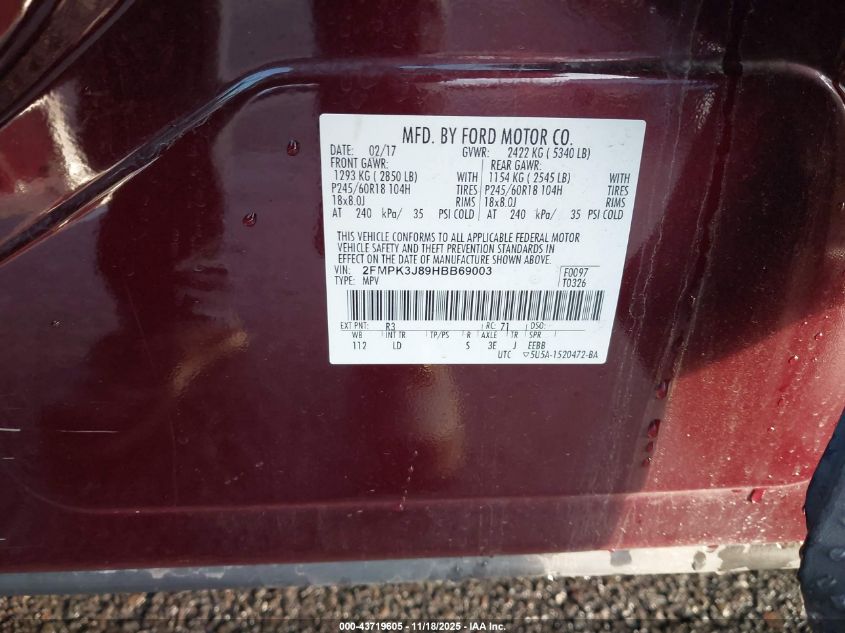 MFD. BY FORD MOTOR CO.
DATE: 02/17 GVWR: 2422 KG ( 5340 LB)
FRONT GAWR: REAR GAWR:
1293 KG ( 2850 LB) WITH 1154 KG ( 2545 LB) WITH
P245/60R18 104H TIRES P245/60R18 104H TIRES
18x8.0J RIMS 18x8.0J RIMS
AT 240 kPa/ 35 PSI COLD AT 240 kPa/ 35 PSI COLD
THIS VEHICLE CONFORMS TO ALL APPLICABLE FEDERAL MOTOR
VEHICLE SAFETY AND THEFT PREVENTION STANDARDS IN
EFFECT ON THE DATE OF MANUFACTURE SHOWN ABOVE.
VIN: 2FMPK3J89HBB69003 F0097
TYPE: MPV T0326
EXT PNT: R3 RC: 71 DSO:
WB INT TR TP/PS R AXLE TR SPR
112 LD S 3E J EEBB
UTC ▽5U5A-1520472-BA
000-43719605 - 11/18/2025 - IAA Inc.